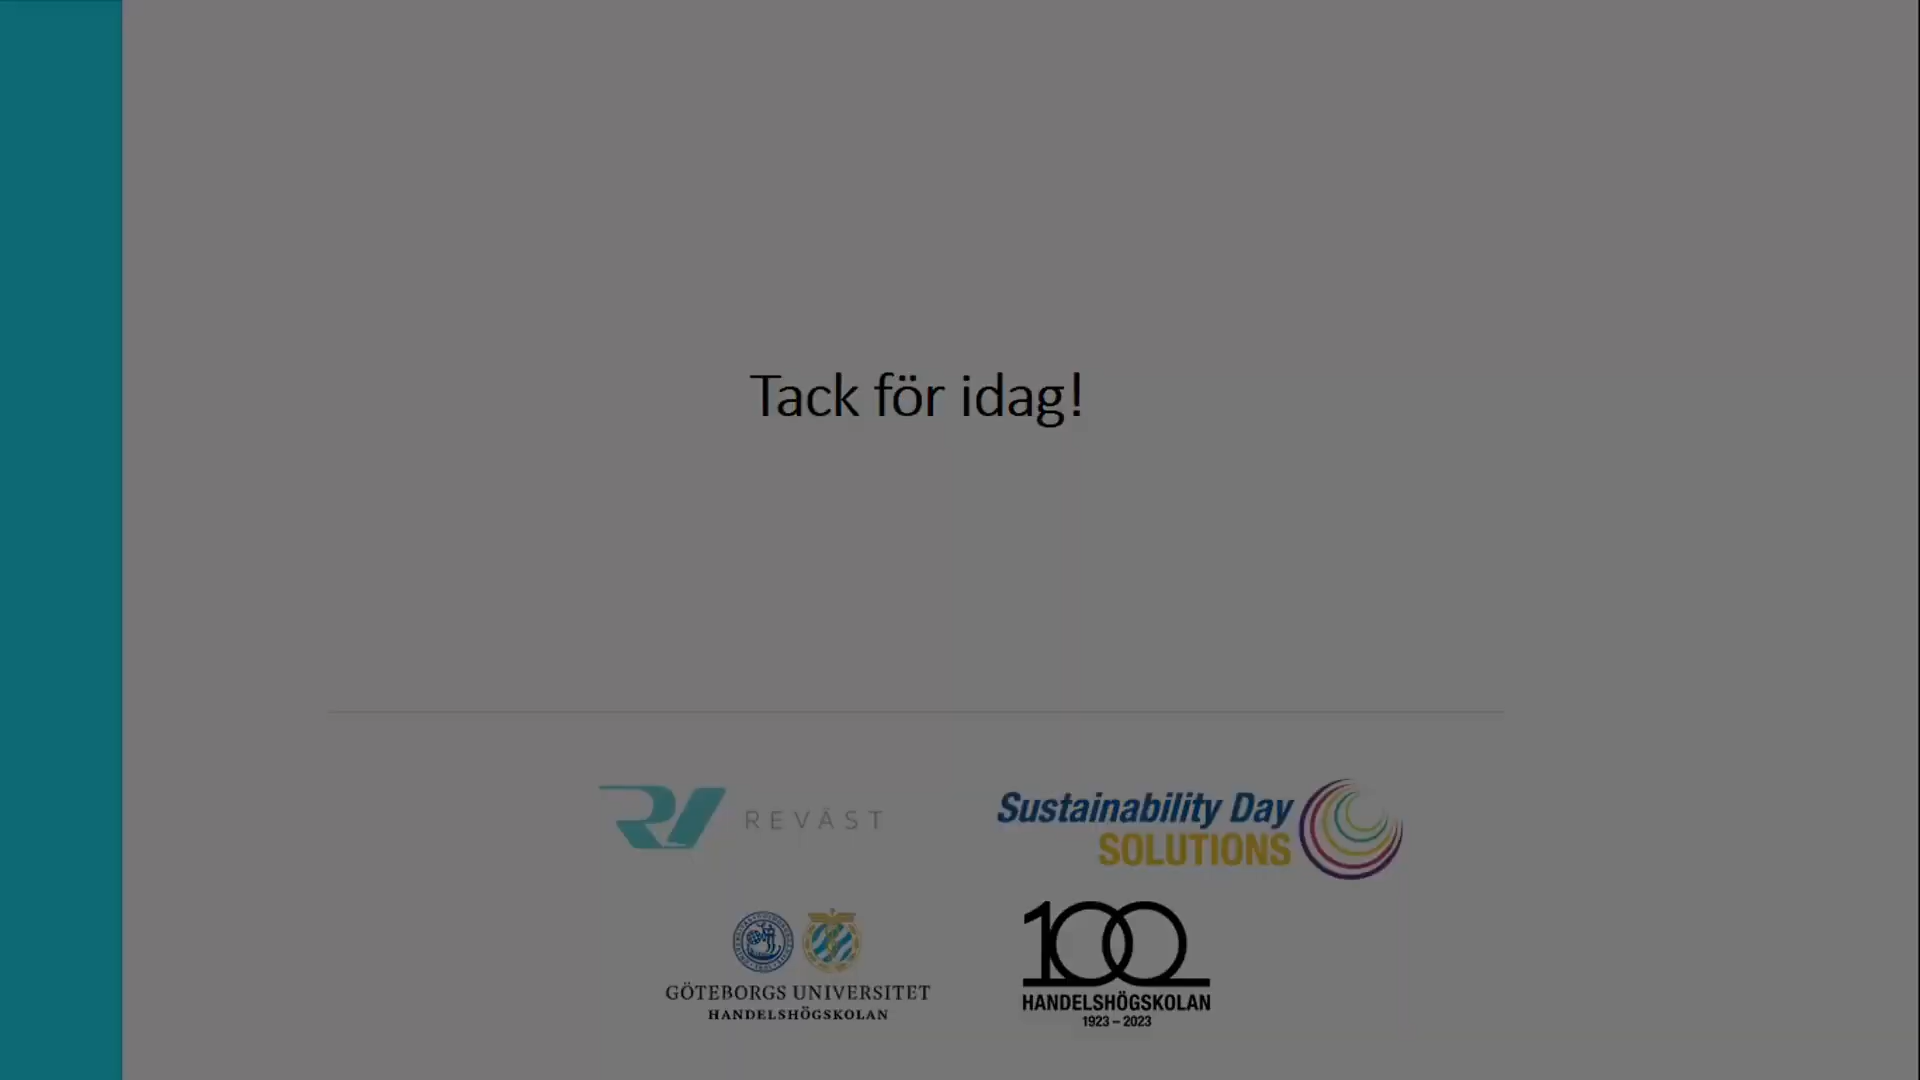 Tack för idag!
REVÄST
Sustainability Day
SOLUTIONS
GÖTEBORGS UNIVERSITET
HANDELSHÖGSKOLAN
100
HANDELSHÖGSKOLAN
1923 – 2023